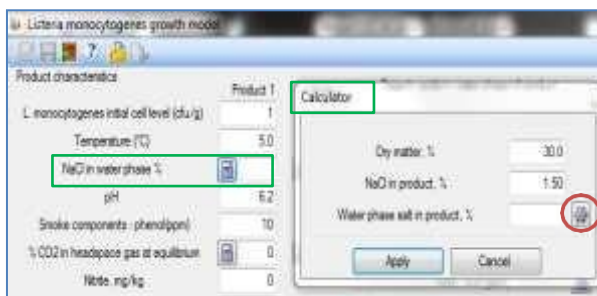 Listeria monocytogenes growth model
?
Product characteristics
Product 1
L. monocytogenes initial cell level (cfu/g)
1
Temperature (°C)
5.0
NaCl in water phase %
pH
6.2
Smoke components - phenol(ppm)
10
% CO2 in headspace gas at equilibrium
0
Nitrite, mg/kg
0
Calculator
Dry matter, %
30.0
NaCl in product, %
1.50
Water phase salt in product, %
Apply
Cancel